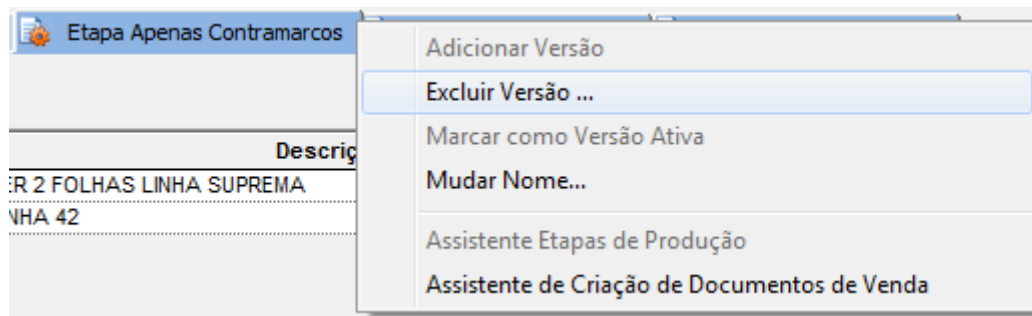 Etapa Apenas Contramarcos
Adicionar Versão
Excluir Versão ...
Marcar como Versão Ativa
Descriç
Mudar Nome...
ER 2 FOLHAS LINHA SUPREMA
NHA 42
Assistente Etapas de Produção
Assistente de Criação de Documentos de Venda